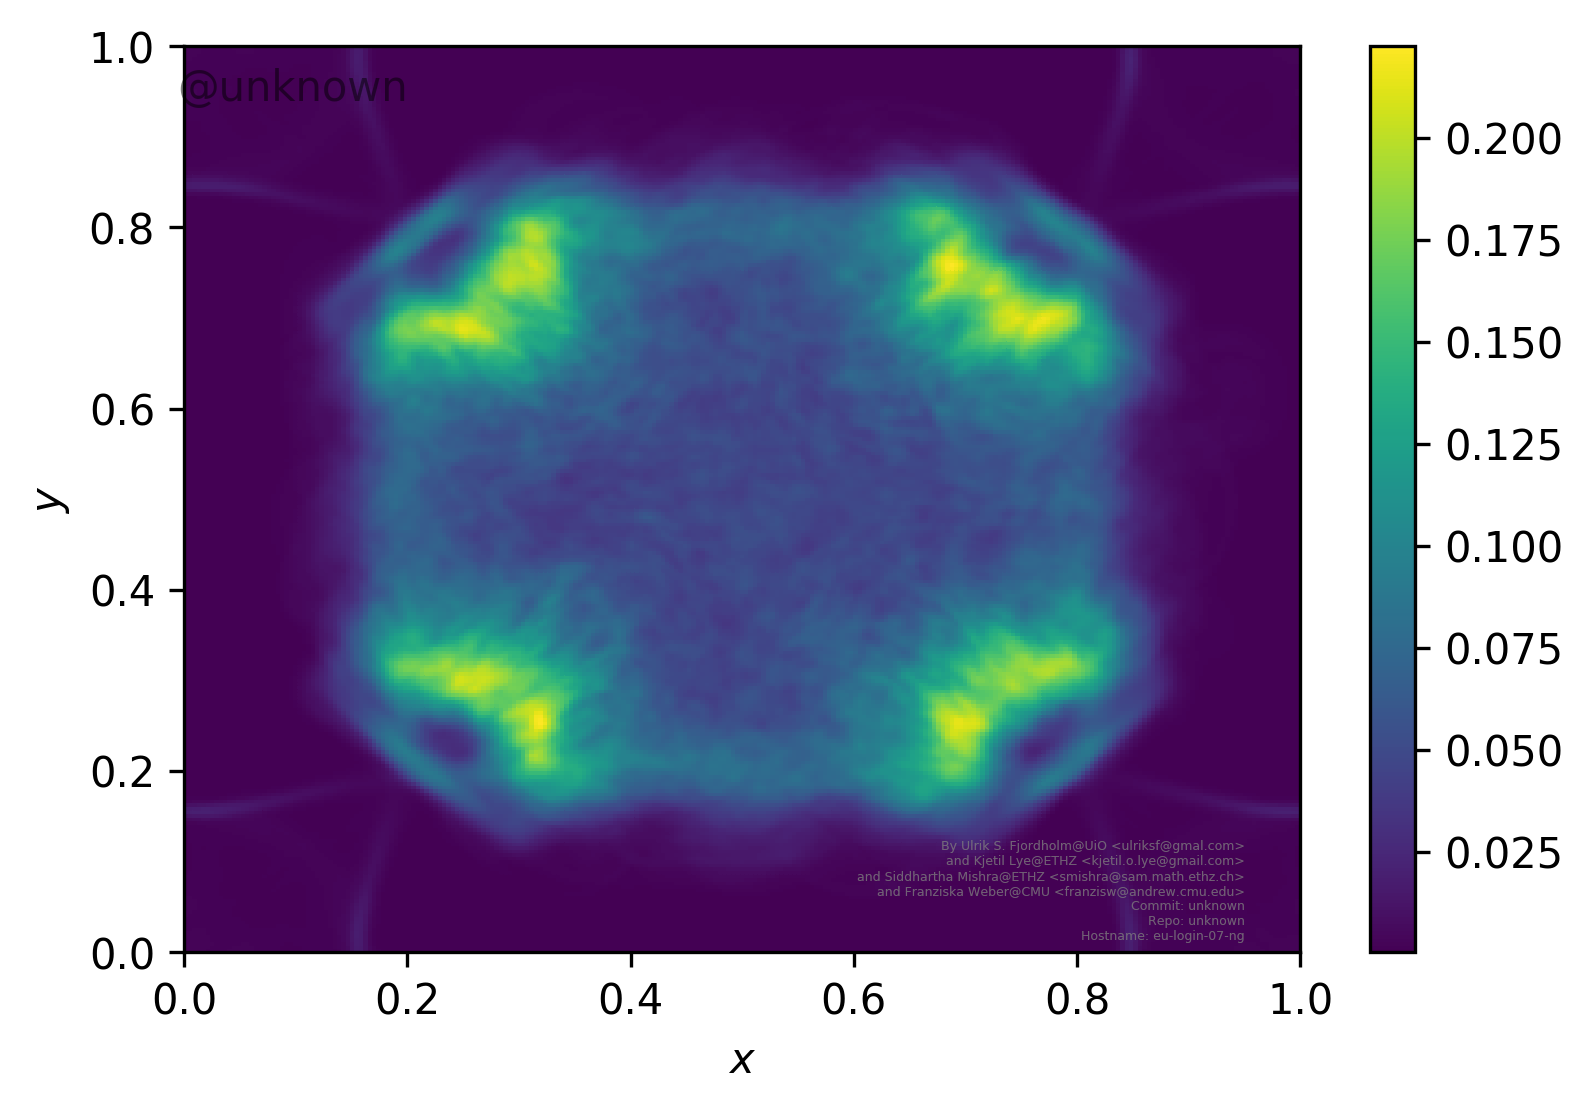 @unknown
1.0
0.8
0.6
0.4
0.2
0.0
y
0.0 0.2 0.4 0.6 0.8 1.0
x
0.200
0.175
0.150
0.125
0.100
0.075
0.050
0.025
By Ulrik S. Fjordholm@UiO <ulriksf@gmal.com>
and Kjetil Lye@ETHZ <kjetil.o.lye@gmail.com>
and Siddhartha Mishra@ETHZ <smishra@sam.math.ethz.ch>
and Franziska Weber@CMU <franzisw@andrew.cmu.edu>
Commit: unknown
Repo: unknown
Hostname: eu-login-07-ng